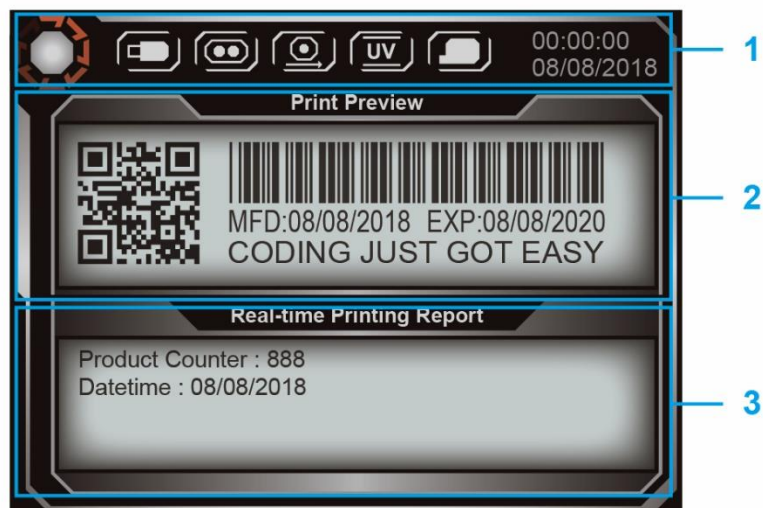 UV
00:00:00
08/08/2018
1
Print Preview
MFD:08/08/2018 EXP:08/08/2020
CODING JUST GOT EASY
2
Real-time Printing Report
Product Counter : 888
Datetime : 08/08/2018
3